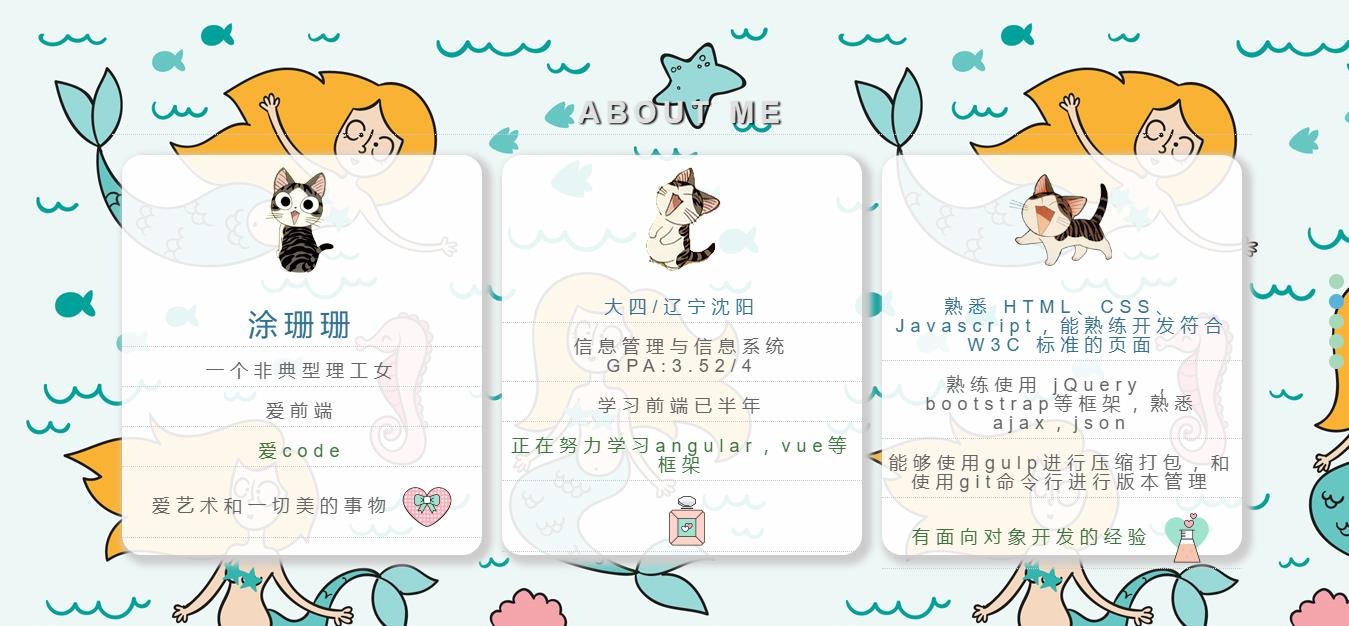 ABOUT ME
涂珊珊
一个非典型理工女
爱前端
爱code
爱艺术和一切美的事物
大四/辽宁沈阳
信息管理与信息系统
GPA:3.52/4
学习前端已半年
正在努力学习angular，vue等
框架
熟悉 HTML、CSS、
Javascript，能熟练开发符合
W3C 标准的页面
熟练使用 jQuery ，
bootstrap等框架，熟悉
ajax，json
能够使用gulp进行压缩打包，和
使用git命令行进行版本管理
有面向对象开发的经验